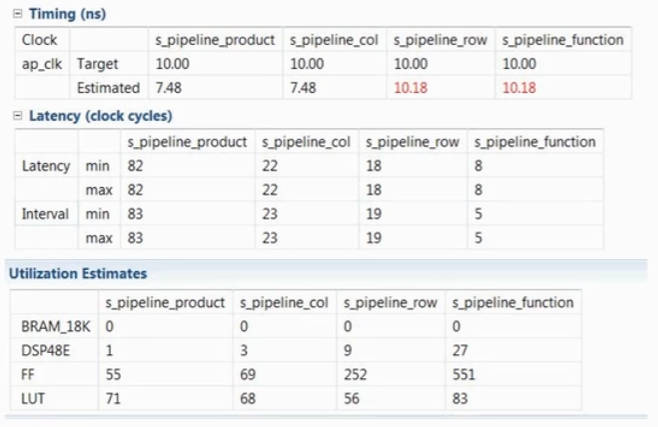 Timing (ns)
Clock s_pipeline_product s_pipeline_col s_pipeline_row s_pipeline_function
ap_clk Target 10.00 10.00 10.00 10.00
Estimated 7.48 7.48 10.18 10.18
Latency (clock cycles)
s_pipeline_product s_pipeline_col s_pipeline_row s_pipeline_function
Latency min 82 22 18 8
max 82 22 18 8
Interval min 83 23 19 5
max 83 23 19 5
Utilization Estimates
s_pipeline_product s_pipeline_col s_pipeline_row s_pipeline_function
BRAM_18K 0 0 0 0
DSP48E 1 3 9 27
FF 55 69 252 551
LUT 71 68 56 83